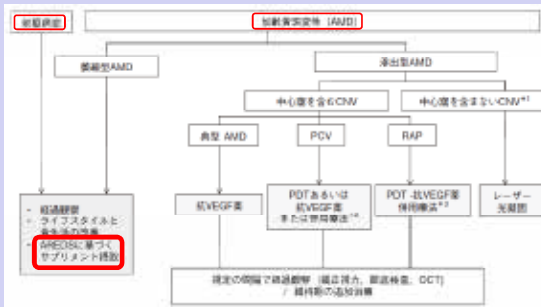 前駆病変
加齢黄斑変性 (AMD)
萎縮型AMD
滲出型AMD
中心窩を含むCNV
中心窩を含まないCNV
典型 AMD
PCV
RAP
・ 経過観察
・ ライフスタイルと
食生活の改善
・ AREDSに基づく
サプリメント摂取
抗VEGF薬
PDTあるいは
抗VEGF薬
または併用療法
PDT-抗VEGF薬
併用療法
レーザー
光凝固
規定の間隔で経過観察 (矯正視力, 眼底検査, OCT)
/ 維持期の追加治療